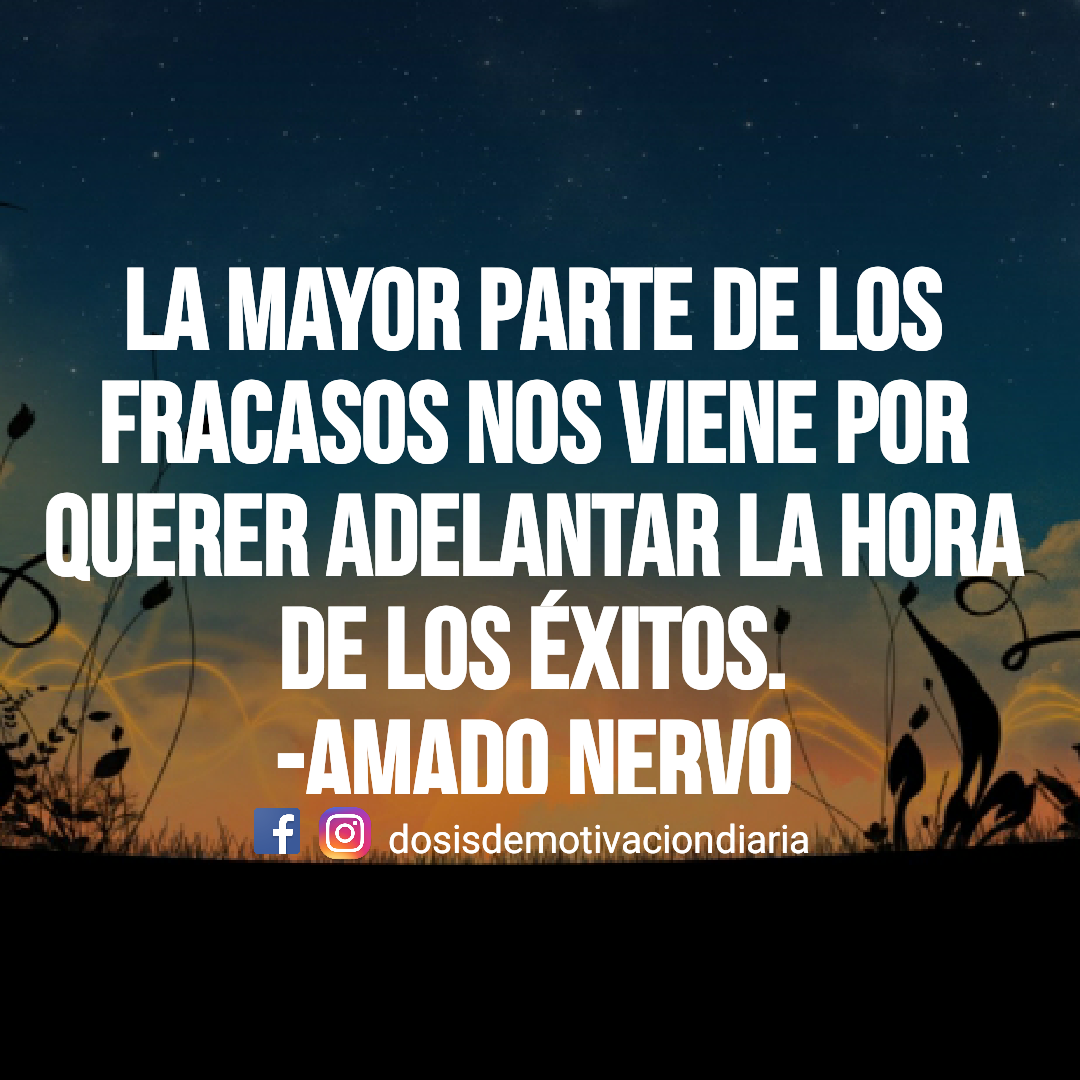 LA MAYOR PARTE DE LOS
FRACASOS NOS VIENE POR
QUERER ADELANTAR LA HORA
DE LOS ÉXITOS.
-AMADO NERVO
dosisdemotivaciondiaria